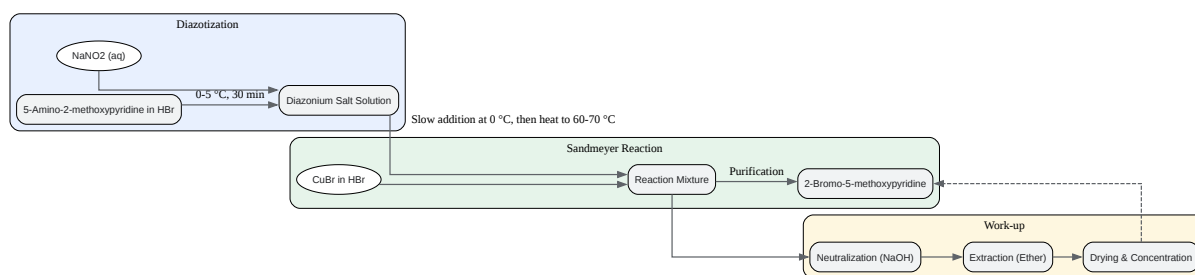 Diazotization
NaNO2 (aq)
0-5 °C, 30 min
5-Amino-2-methoxypyridine in HBr
Diazonium Salt Solution
Slow addition at 0 °C, then heat to 60-70 °C
Sandmeyer Reaction
CuBr in HBr
Reaction Mixture
Purification
2-Bromo-5-methoxypyridine
Work-up
Neutralization (NaOH)
Extraction (Ether)
Drying & Concentration